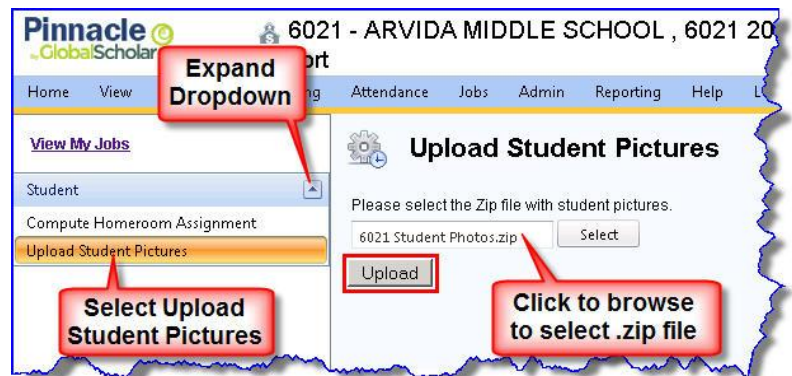 Pinnacle
GlobalScholar
6021 - ARVIDA MIDDLE SCHOOL , 6021 20
ort
Expand
Dropdown
Home View ng Attendance Jobs Admin Reporting Help L
View My Jobs
Student
Compute Homeroom Assignment
Upload Student Pictures
Select Upload
Student Pictures
Upload Student Pictures
Please select the Zip file with student pictures.
6021 Student Photos.zip Select
Upload
Click to browse
to select .zip file